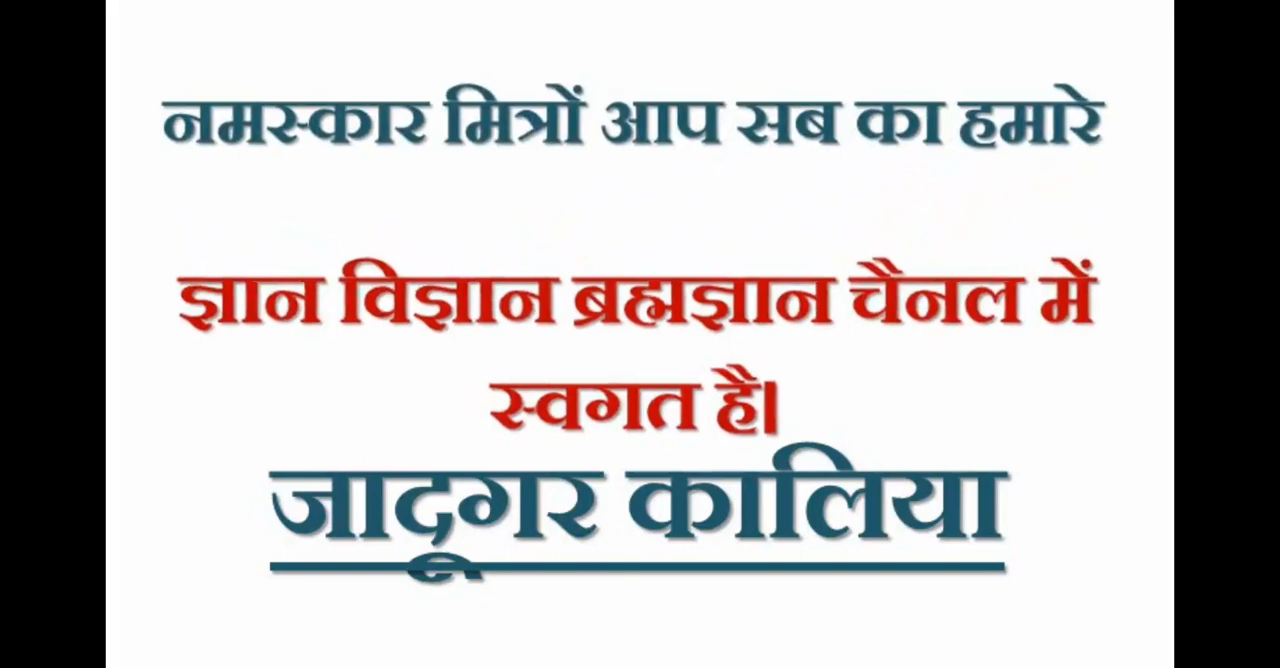 नमस्कार मित्रों आप सब का हमारे
ज्ञान विज्ञान ब्रह्मज्ञान चैनल में
स्वगत है।
जादूगर कालिया